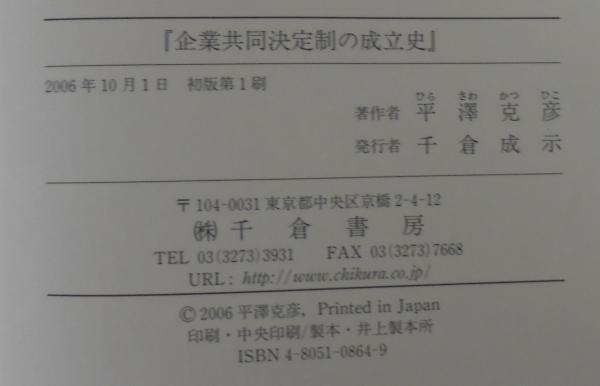 『企業共同決定制の成立史』
2006年10月1日　初版第1刷
ひら さわ かつ ひこ
著作者　平澤克彦
発行者　千倉成示
〒104-0031 東京都中央区京橋2-4-12
㈱千倉書房
TEL 03(3273)3931　FAX 03(3273)7668
URL: http://www.chikura.co.jp/
© 2006 平澤克彦, Printed in Japan
印刷・中央印刷/製本・井上製本所
ISBN 4-8051-0864-9